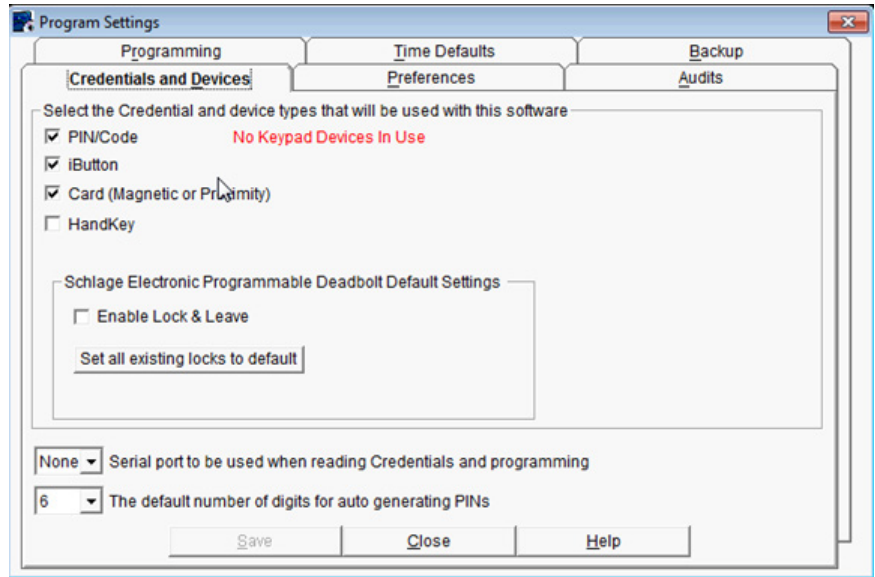 Program Settings
Programming Time Defaults Backup
Credentials and Devices Preferences Audits
Select the Credential and device types that will be used with this software
PIN/Code No Keypad Devices In Use
iButton
Card (Magnetic or Proximity)
HandKey
Schlage Electronic Programmable Deadbolt Default Settings
Enable Lock & Leave
Set all existing locks to default
None Serial port to be used when reading Credentials and programming
6 The default number of digits for auto generating PINs
Save Close Help